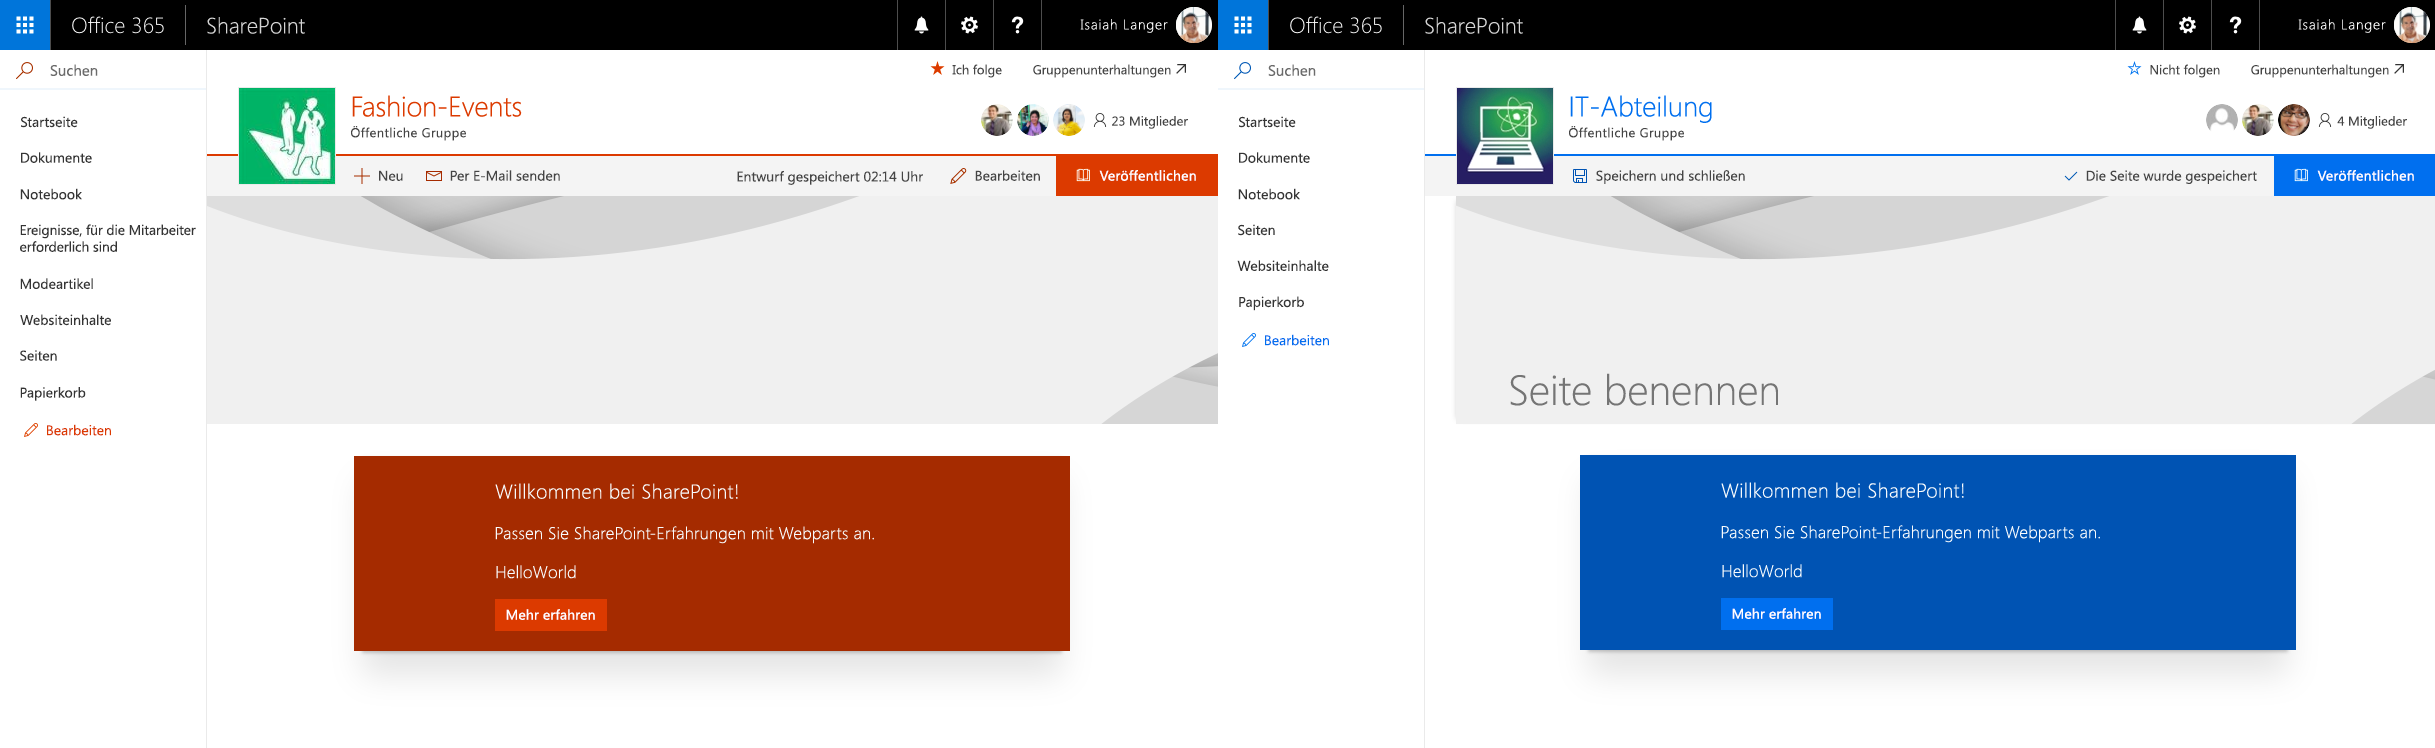 Office 365
SharePoint
?
Isaiah Langer
Suchen
Startseite
Dokumente
Notebook
Ereignisse, für die Mitarbeiter
erforderlich sind
Modeartikel
Websiteinhalte
Seiten
Papierkorb
Bearbeiten
Ich folge
Gruppenunterhaltungen
Fashion-Events
Öffentliche Gruppe
23 Mitglieder
Neu
Per E-Mail senden
Entwurf gespeichert 02:14 Uhr
Bearbeiten
Veröffentlichen
Willkommen bei SharePoint!
Passen Sie SharePoint-Erfahrungen mit Webparts an.
HelloWorld
Mehr erfahren
Office 365
SharePoint
?
Isaiah Langer
Suchen
Startseite
Dokumente
Notebook
Seiten
Websiteinhalte
Papierkorb
Bearbeiten
Nicht folgen
Gruppenunterhaltungen
IT-Abteilung
Öffentliche Gruppe
4 Mitglieder
Speichern und schließen
Die Seite wurde gespeichert
Veröffentlichen
Seite benennen
Willkommen bei SharePoint!
Passen Sie SharePoint-Erfahrungen mit Webparts an.
HelloWorld
Mehr erfahren